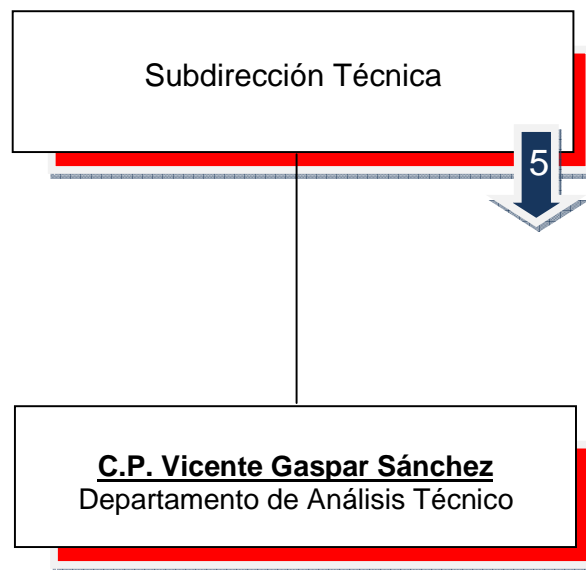 Subdirección Técnica
5
C.P. Vicente Gaspar Sánchez
Departamento de Análisis Técnico